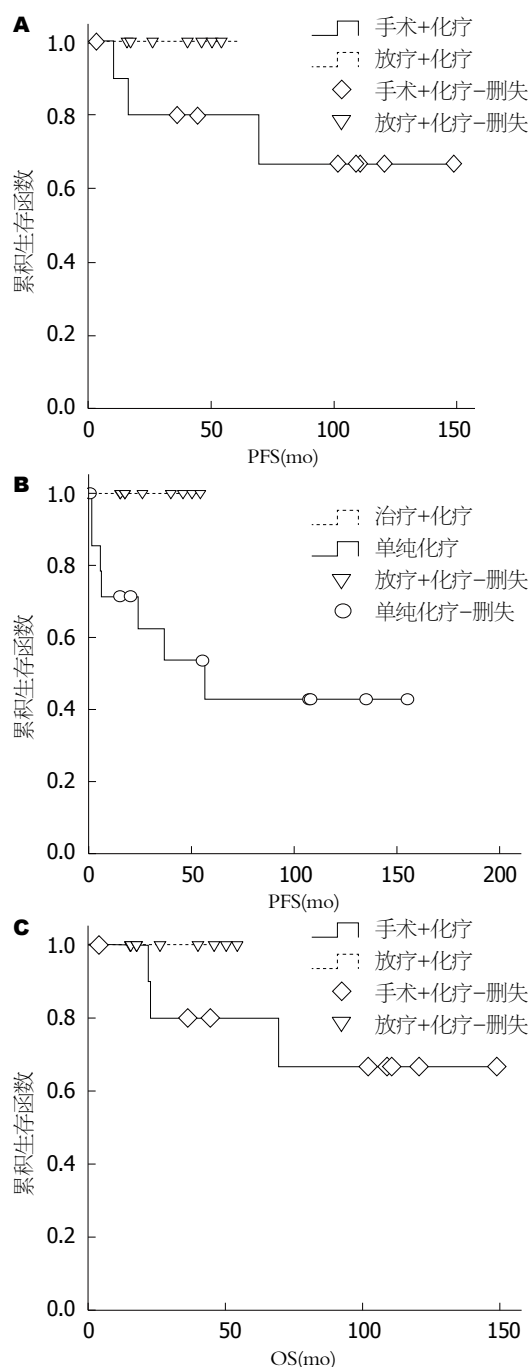 A
手术+化疗
放疗+化疗
手术+化疗-删失
放疗+化疗-删失
1.0
0.8
0.6
0.4
0.2
0.0
累积生存函数
0
50
100
150
PFS(mo)
B
治疗+化疗
单纯化疗
放疗+化疗-删失
单纯化疗-删失
1.0
0.8
0.6
0.4
0.2
0.0
累积生存函数
0
50
100
150
200
PFS(mo)
C
手术+化疗
放疗+化疗
手术+化疗-删失
放疗+化疗-删失
1.0
0.8
0.6
0.4
0.2
0.0
累积生存函数
0
50
100
150
OS(mo)